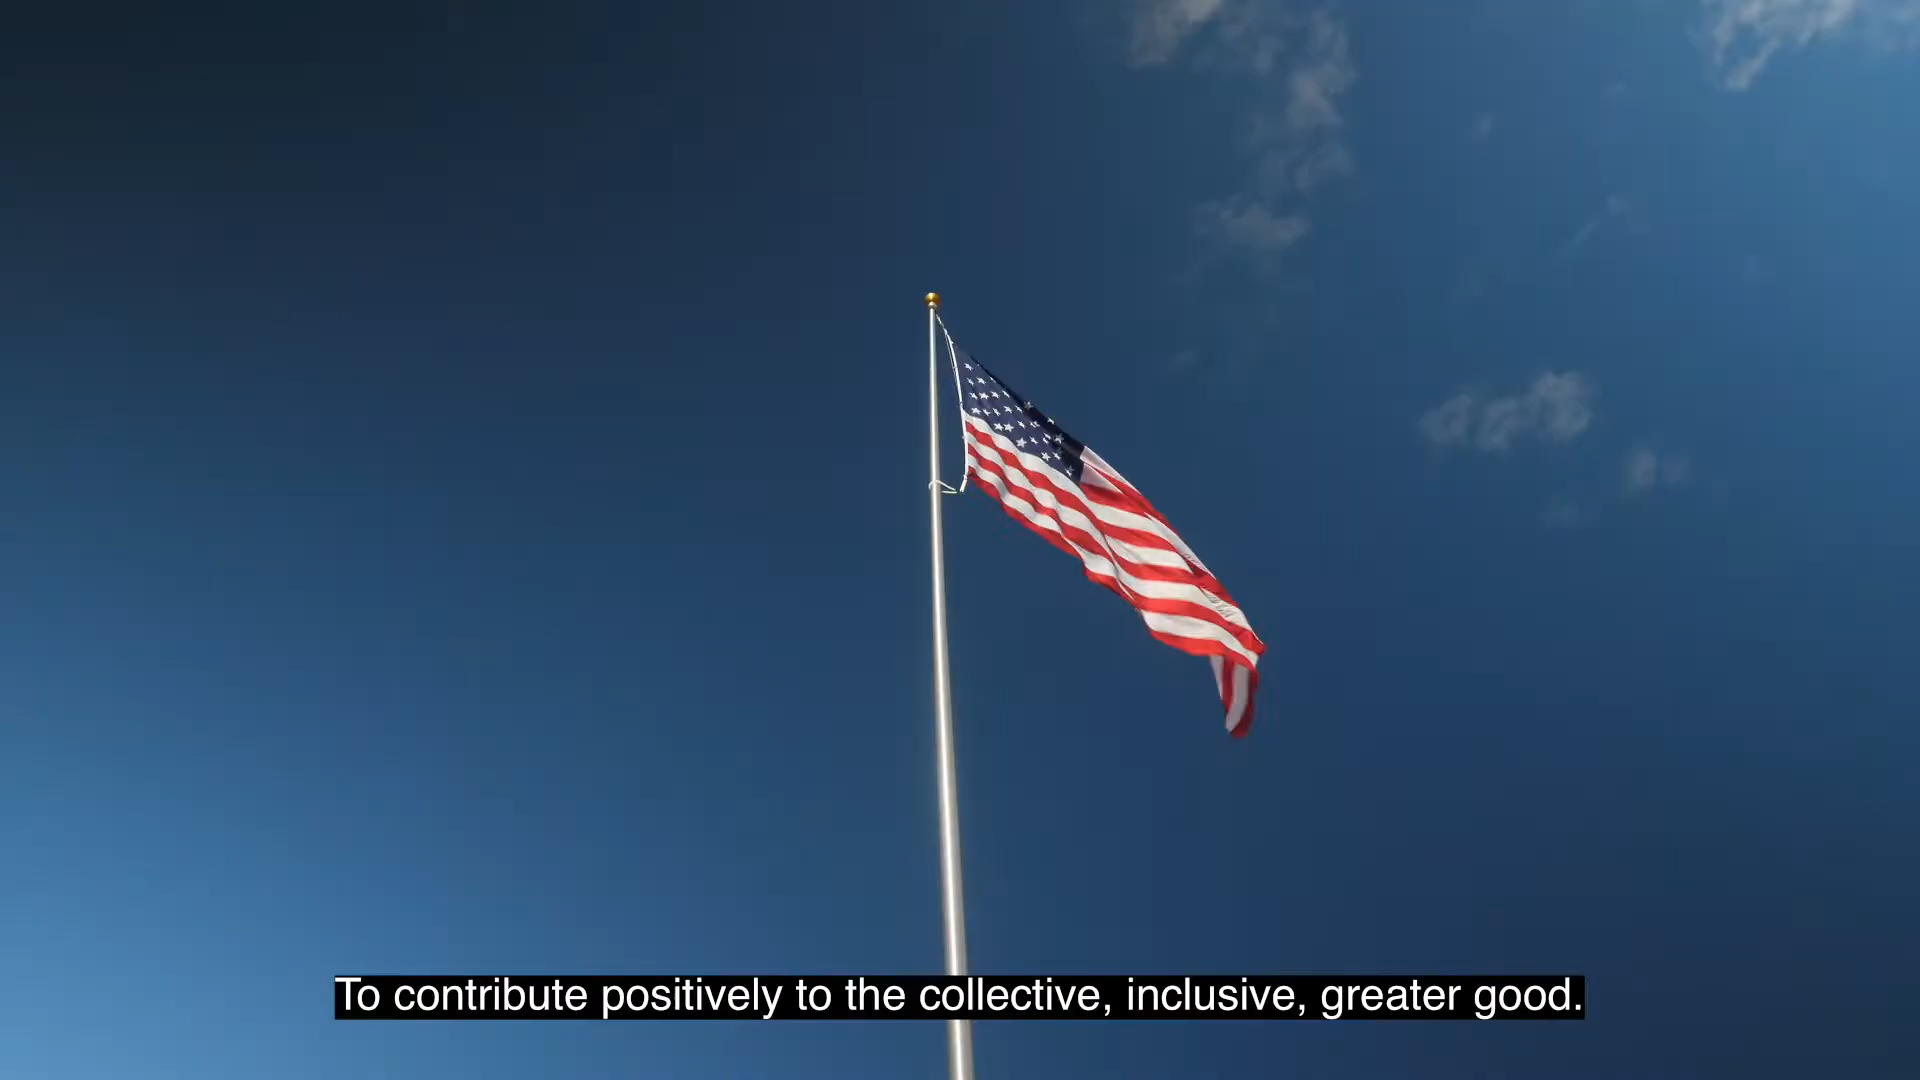 To contribute positively to the collective, inclusive, greater good.